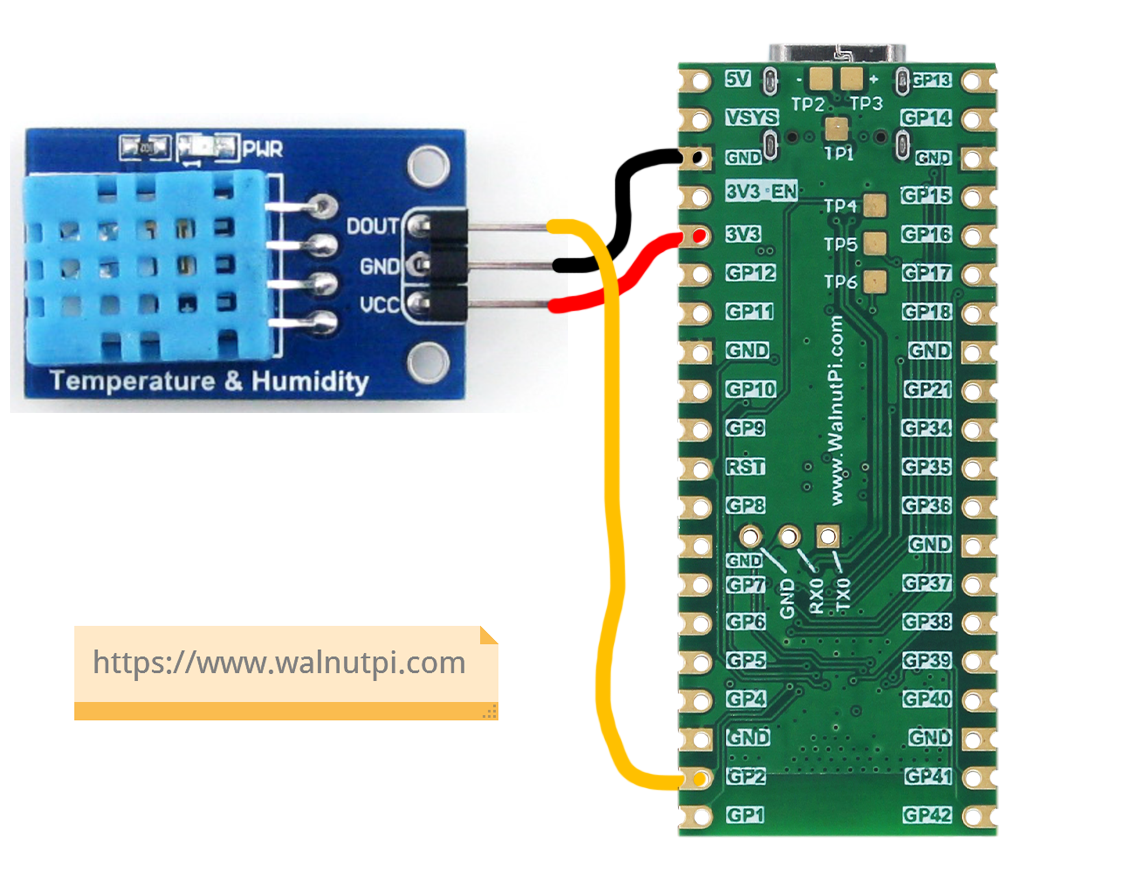 PWR
DOUT
GND
VCC
Temperature & Humidity
https://www.walnutpi.com
5V
VSYS
GND
3V3 EN
3V3
GP12
GP11
GND
GP10
GP9
RST
GP8
GND
GP7
GP6
GP5
GP4
GND
GP2
GP1
- +
TP2 TP3
TP1
TP4
TP5
TP6
www.WalnutPi.com
GND
RX0
TX0
GP13
GP14
GND
GP15
GP16
GP17
GP18
GND
GP21
GP34
GP35
GP36
GND
GP37
GP38
GP39
GP40
GND
GP41
GP42